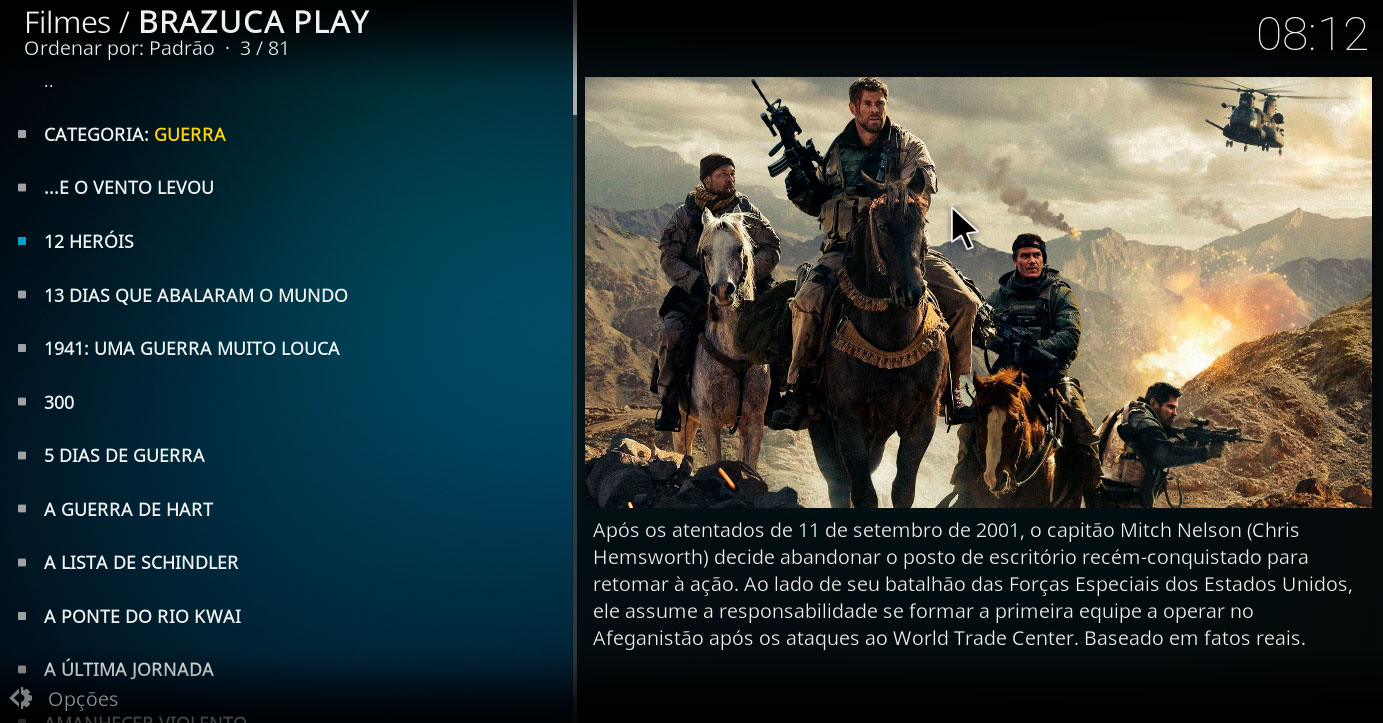 Filmes / BRAZUCA PLAY
Ordenar por: Padrão · 3 / 81
08:12
..
CATEGORIA: GUERRA
...E O VENTO LEVOU
12 HERÓIS
13 DIAS QUE ABALARAM O MUNDO
1941: UMA GUERRA MUITO LOUCA
300
5 DIAS DE GUERRA
A GUERRA DE HART
A LISTA DE SCHINDLER
A PONTE DO RIO KWAI
A ÚLTIMA JORNADA
AMANHECER VIOLENTO
Opções
Após os atentados de 11 de setembro de 2001, o capitão Mitch Nelson (Chris
Hemsworth) decide abandonar o posto de escritório recém-conquistado para
retomar à ação. Ao lado de seu batalhão das Forças Especiais dos Estados Unidos,
ele assume a responsabilidade se formar a primeira equipe a operar no
Afeganistão após os ataques ao World Trade Center. Baseado em fatos reais.